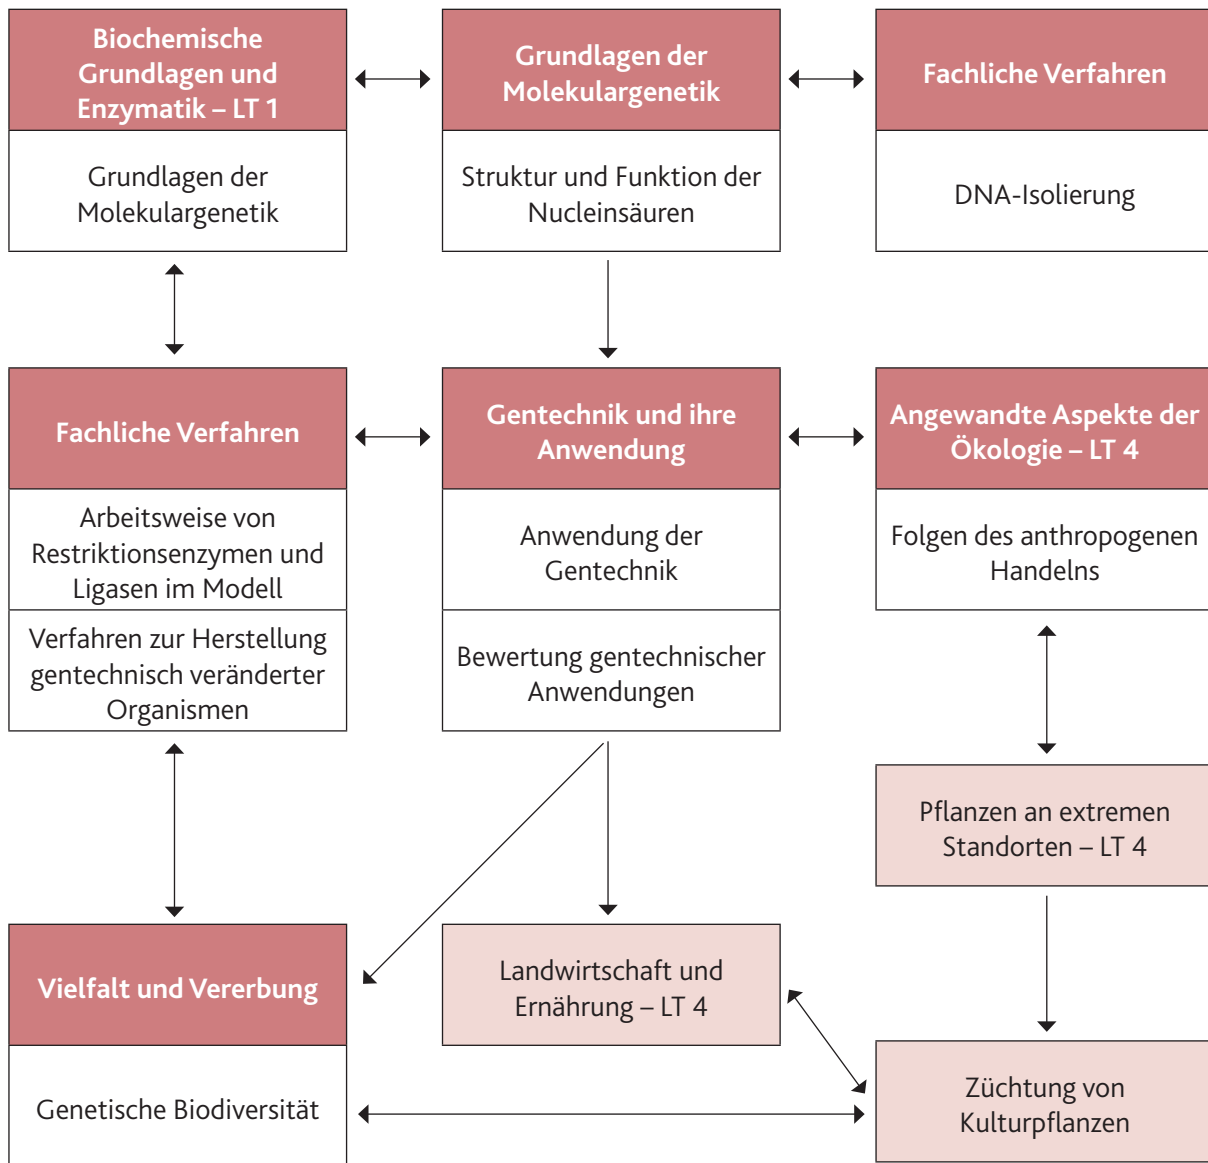 Biochemische
Grundlagen und
Enzymatik – LT 1
Grundlagen der
Molekulargenetik
Grundlagen der
Molekulargenetik
Struktur und Funktion der
Nucleinsäuren
Fachliche Verfahren
DNA-Isolierung
Fachliche Verfahren
Arbeitsweise von
Restriktionsenzymen und
Ligasen im Modell
Verfahren zur Herstellung
gentechnisch veränderter
Organismen
Gentechnik und ihre
Anwendung
Anwendung der
Gentechnik
Bewertung gentechnischer
Anwendungen
Angewandte Aspekte der
Ökologie – LT 4
Folgen des anthropogenen
Handelns
Pflanzen an extremen
Standorten – LT 4
Vielfalt und Vererbung
Genetische Biodiversität
Landwirtschaft und
Ernährung – LT 4
Züchtung von
Kulturpflanzen